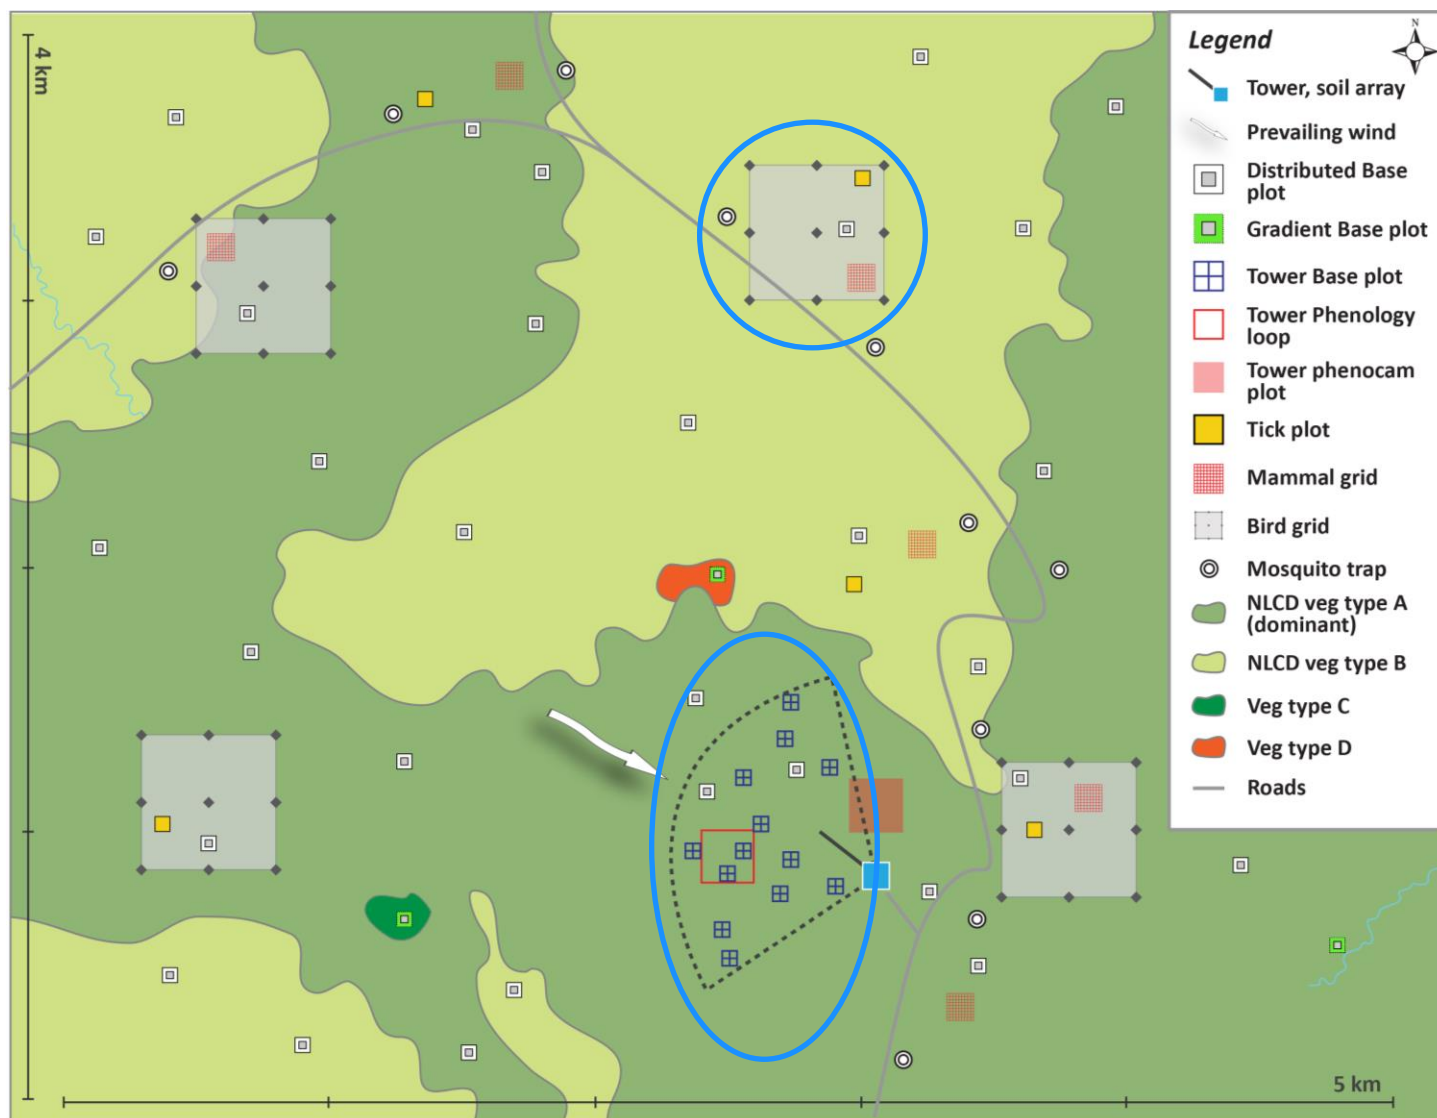 4 km
Legend
N
Tower, soil array
Prevailing wind
Distributed Base
plot
Gradient Base plot
Tower Base plot
Tower Phenology
loop
Tower phenocam
plot
Tick plot
Mammal grid
Bird grid
Mosquito trap
NLCD veg type A
(dominant)
NLCD veg type B
Veg type C
Veg type D
Roads
5 km